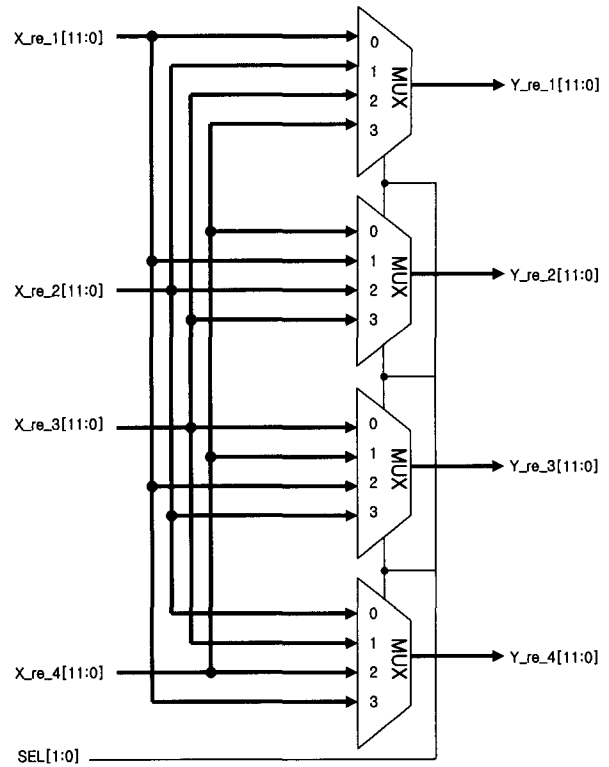 X_re_1[11:0]
0
1
2
3
MUX
Y_re_1[11:0]
X_re_2[11:0]
0
1
2
3
MUX
Y_re_2[11:0]
X_re_3[11:0]
0
1
2
3
MUX
Y_re_3[11:0]
X_re_4[11:0]
0
1
2
3
MUX
Y_re_4[11:0]
SEL[1:0]